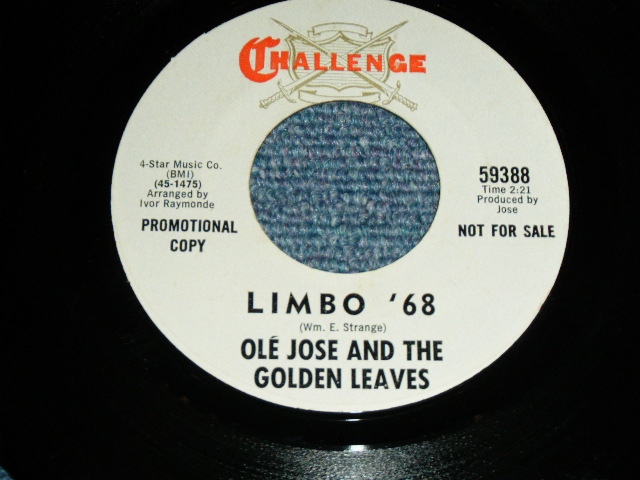 CHALLENGE
4-Star Music Co.
(BMI)
(45-1475)
Arranged by
Ivor Raymonde
PROMOTIONAL
COPY
59388
Time 2:21
Produced by
Jose
NOT FOR SALE
LIMBO '68
(Wm. E. Strange)
OLÉ JOSE AND THE
GOLDEN LEAVES